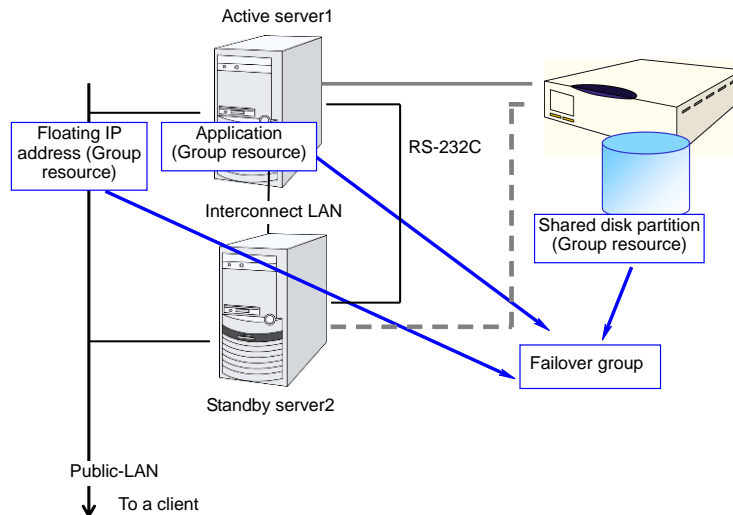 Active server1
Floating IP
address (Group
resource)
Application
(Group resource)
RS-232C
Interconnect LAN
Shared disk partition
(Group resource)
Failover group
Standby server2
Public-LAN
To a client